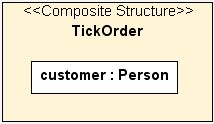 <<Composite Structure>>
TickOrder
customer : Person